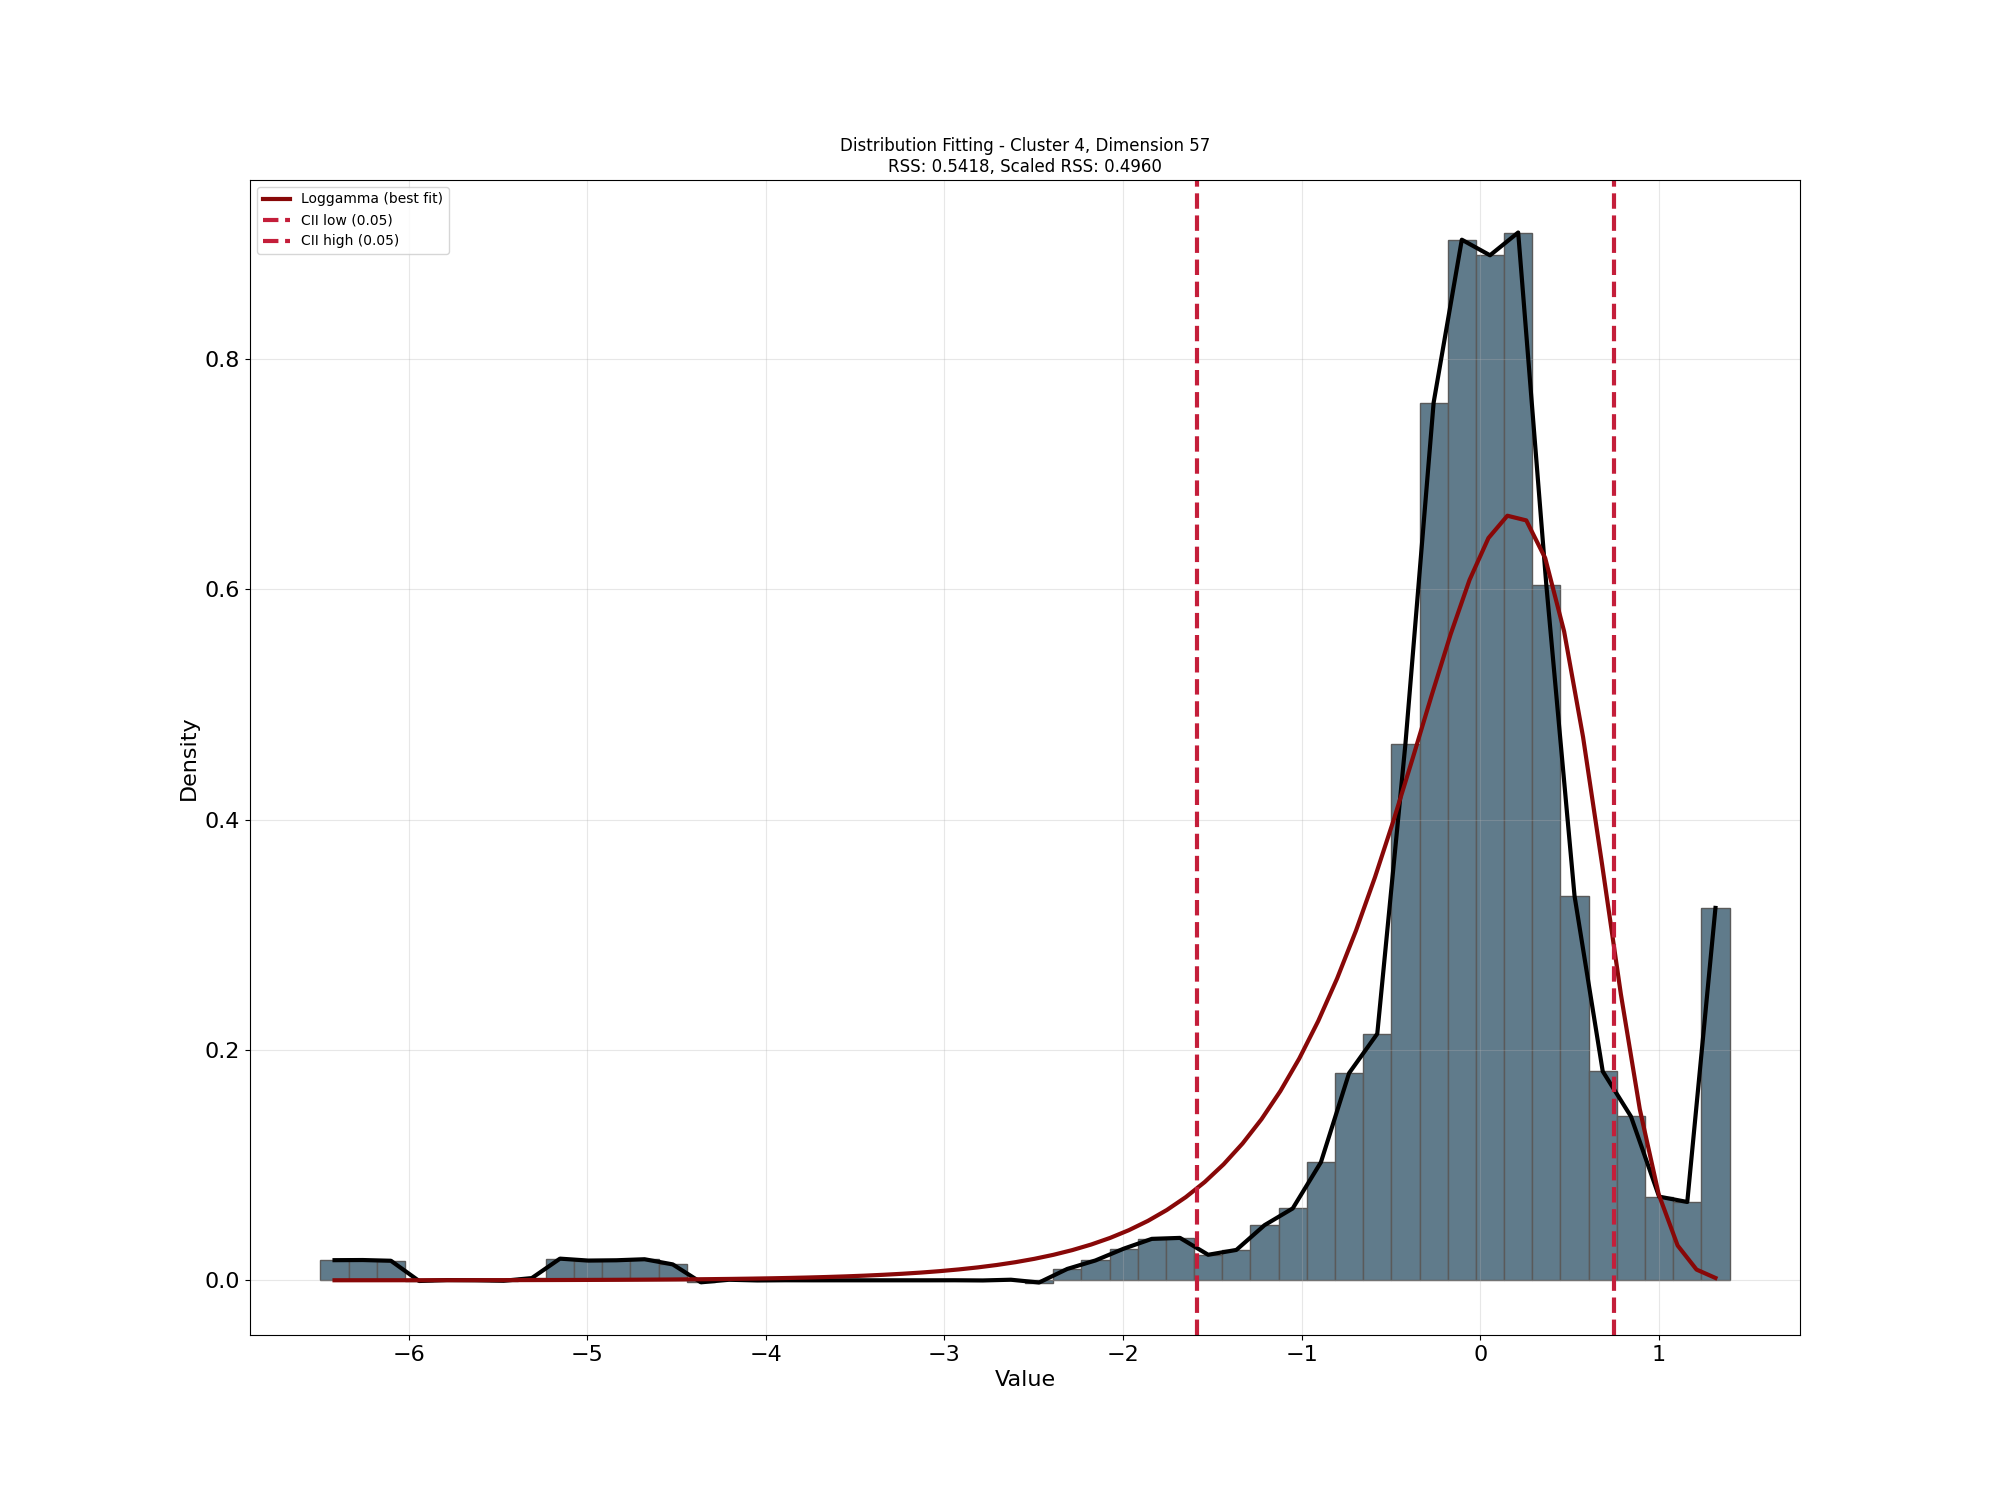 Distribution Fitting - Cluster 4, Dimension 57
RSS: 0.5418, Scaled RSS: 0.4960
Loggamma (best fit)
CII low (0.05)
CII high (0.05)
0.8
0.6
0.4
0.2
0.0
Density
−6
−5
−4
−3
−2
−1
0
1
Value